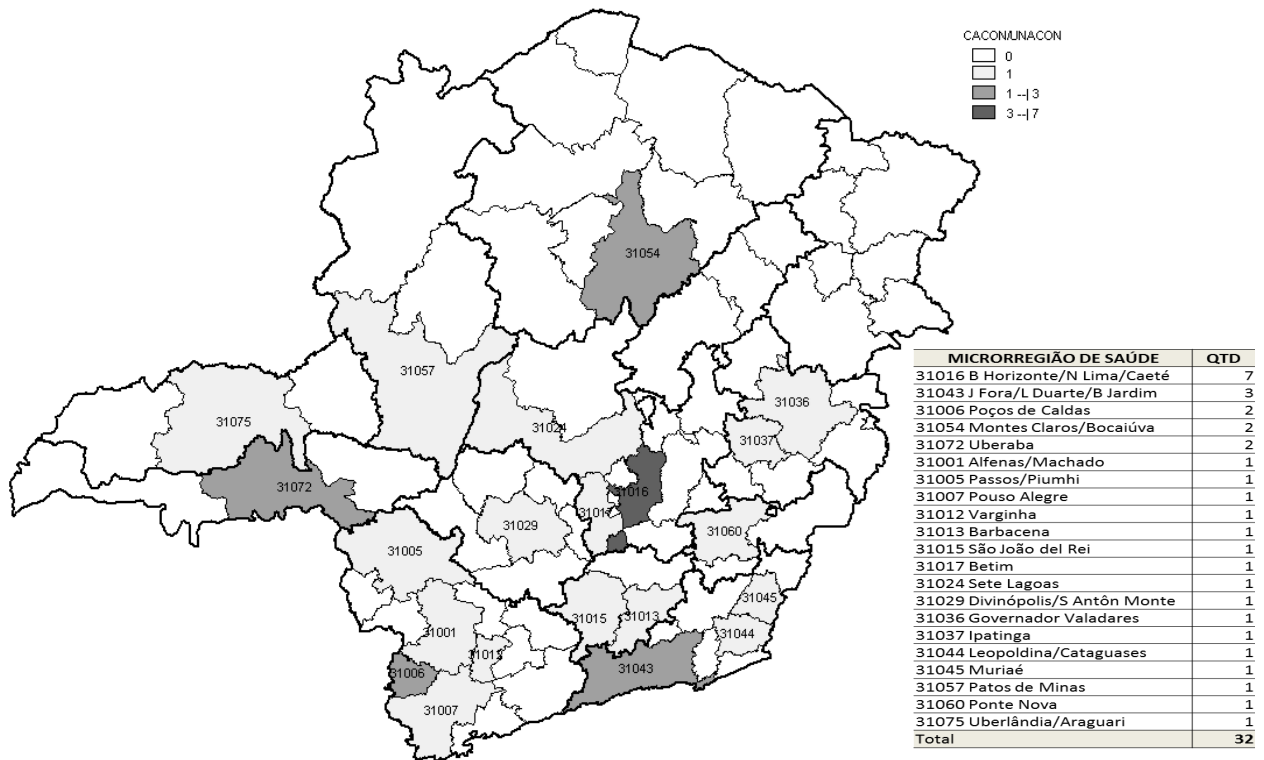 CACON/UNACON
0
1
1 --| 3
3 --| 7
31054
31057
31075
31024
31036
31037
31072
31016
31017
31029
31060
31005
31045
31015
31013
31001
31044
31012
31006
31043
31007
MICRORREGIÃO DE SAÚDE QTD
31016 B Horizonte/N Lima/Caeté 7
31043 J Fora/L Duarte/B Jardim 3
31006 Poços de Caldas 2
31054 Montes Claros/Bocaiúva 2
31072 Uberaba 2
31001 Alfenas/Machado 1
31005 Passos/Piumhi 1
31007 Pouso Alegre 1
31012 Varginha 1
31013 Barbacena 1
31015 São João del Rei 1
31017 Betim 1
31024 Sete Lagoas 1
31029 Divinópolis/S Antôn Monte 1
31036 Governador Valadares 1
31037 Ipatinga 1
31044 Leopoldina/Cataguases 1
31045 Muriaé 1
31057 Patos de Minas 1
31060 Ponte Nova 1
31075 Uberlândia/Araguari 1
Total 32